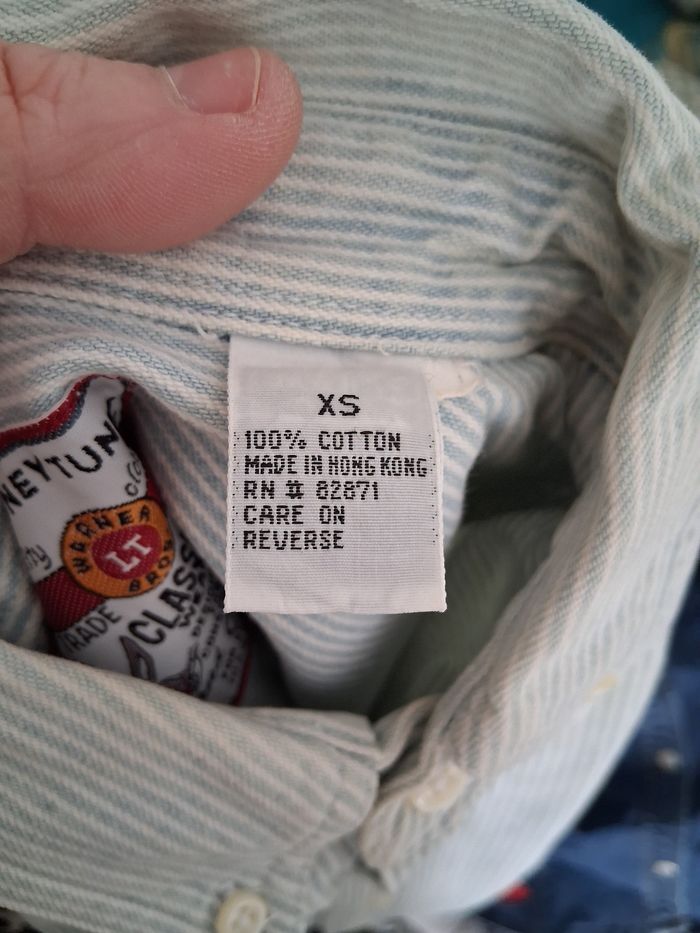 XS
100% COTTON
MADE IN HONG KONG
RN # 82871
CARE ON
REVERSE
NEYTUN
WARNER
LT
BROS
TRADE
CLASS